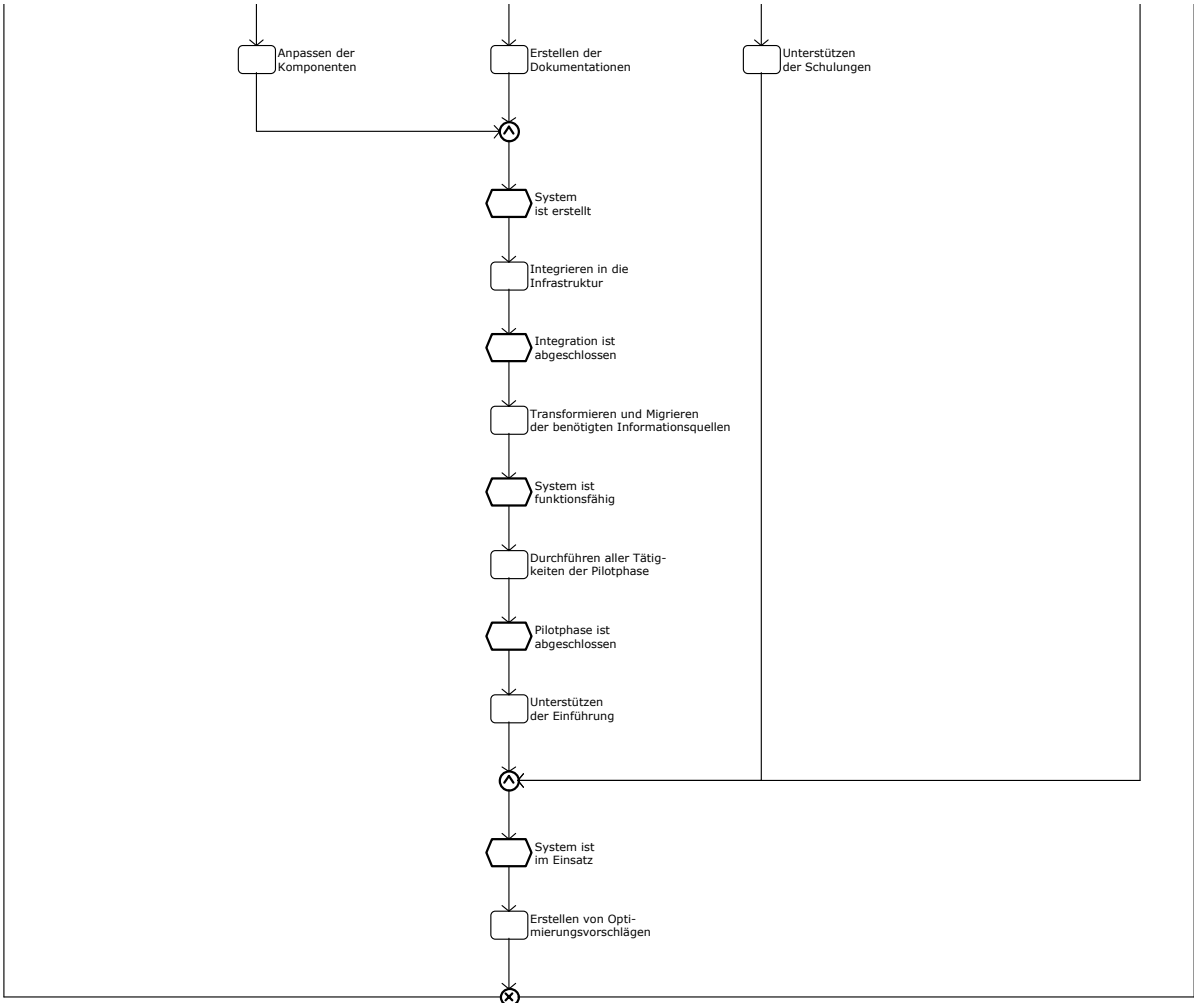 Anpassen der
Komponenten
Erstellen der
Dokumentationen
Unterstützen
der Schulungen
System
ist erstellt
Integrieren in die
Infrastruktur
Integration ist
abgeschlossen
Transformieren und Migrieren
der benötigten Informationsquellen
System ist
funktionsfähig
Durchführen aller Tätig-
keiten der Pilotphase
Pilotphase ist
abgeschlossen
Unterstützen
der Einführung
System ist
im Einsatz
Erstellen von Opti-
mierungsvorschlägen